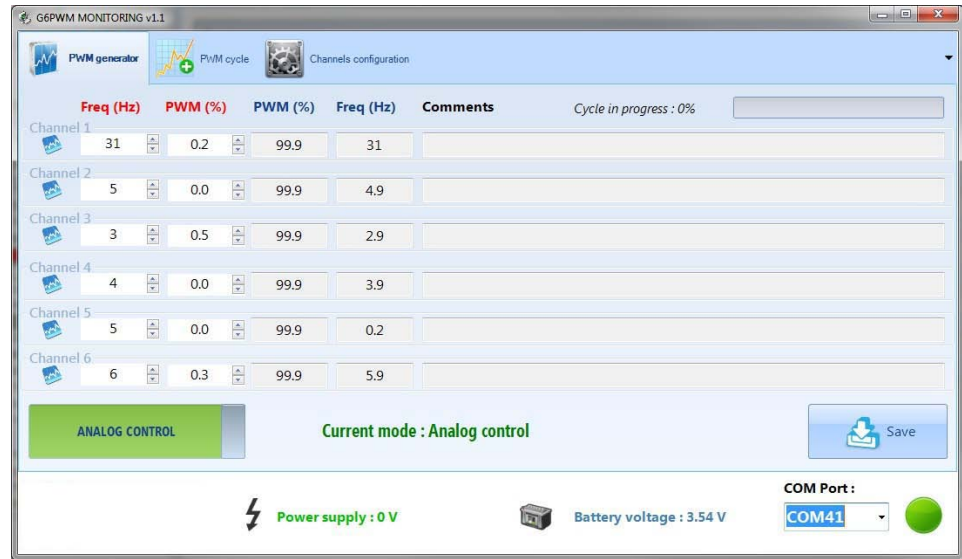 G6PWM MONITORING v1.1
PWM generator PWM cycle Channels configuration
Freq (Hz) PWM (%) PWM (%) Freq (Hz) Comments Cycle in progress : 0%
Channel 1
31 0.2 99.9 31
Channel 2
5 0.0 99.9 4.9
Channel 3
3 0.5 99.9 2.9
Channel 4
4 0.0 99.9 3.9
Channel 5
5 0.0 99.9 0.2
Channel 6
6 0.3 99.9 5.9
ANALOG CONTROL Current mode : Analog control Save
COM Port :
Power supply : 0 V Battery voltage : 3.54 V COM41